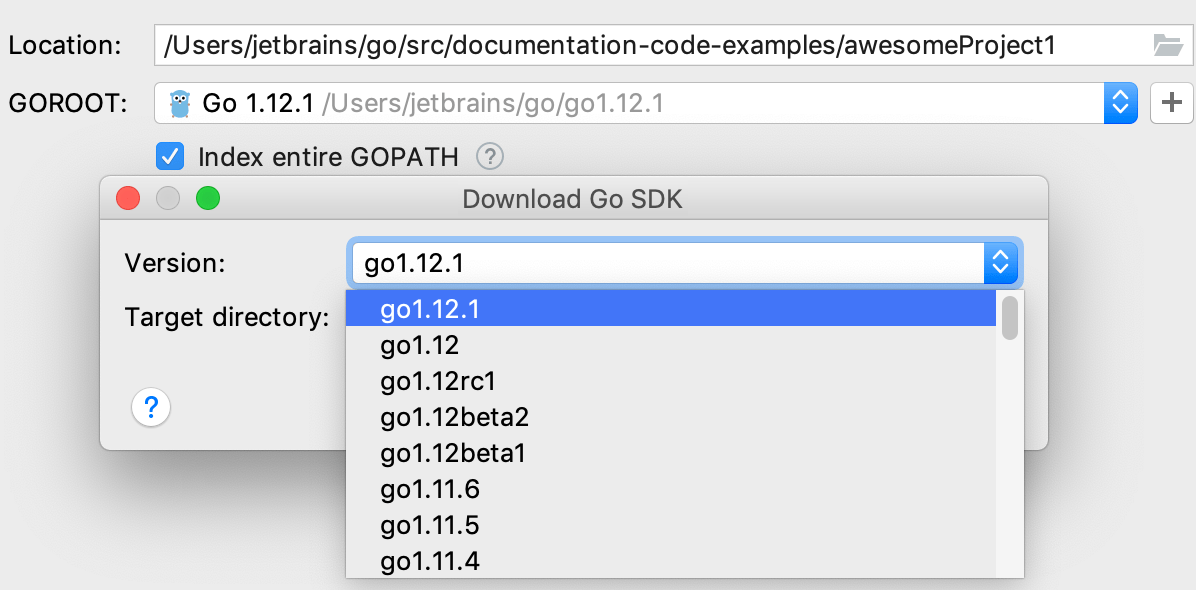 Location: /Users/jetbrains/go/src/documentation-code-examples/awesomeProject1
GOROOT: Go 1.12.1 /Users/jetbrains/go/go1.12.1 +
Index entire GOPATH ?
Download Go SDK
Version: go1.12.1
Target directory: go1.12.1
go1.12
go1.12rc1
?
go1.12beta2
go1.12beta1
go1.11.6
go1.11.5
go1.11.4